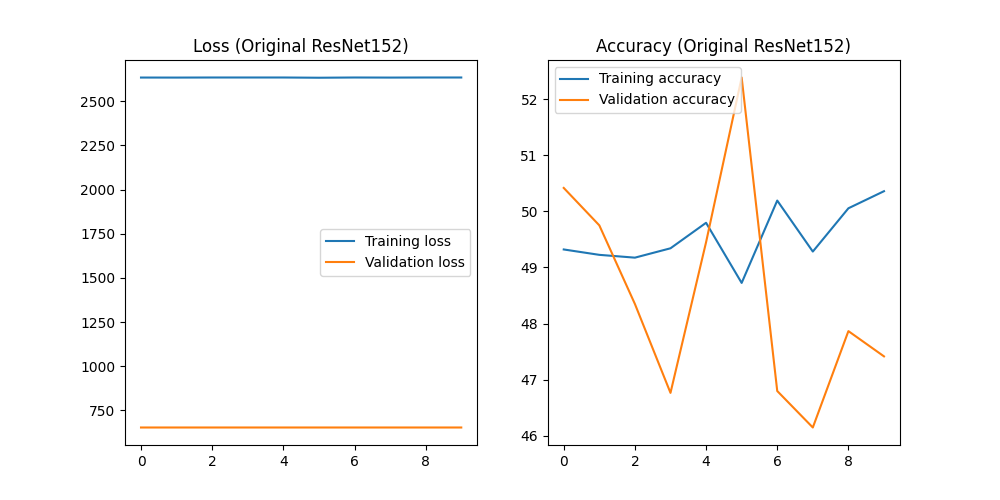 Loss (Original ResNet152)
2500
2250
2000
1750
1500
1250
1000
750
0 2 4 6 8
Training loss
Validation loss
Accuracy (Original ResNet152)
52
51
50
49
48
47
46
0 2 4 6 8
Training accuracy
Validation accuracy